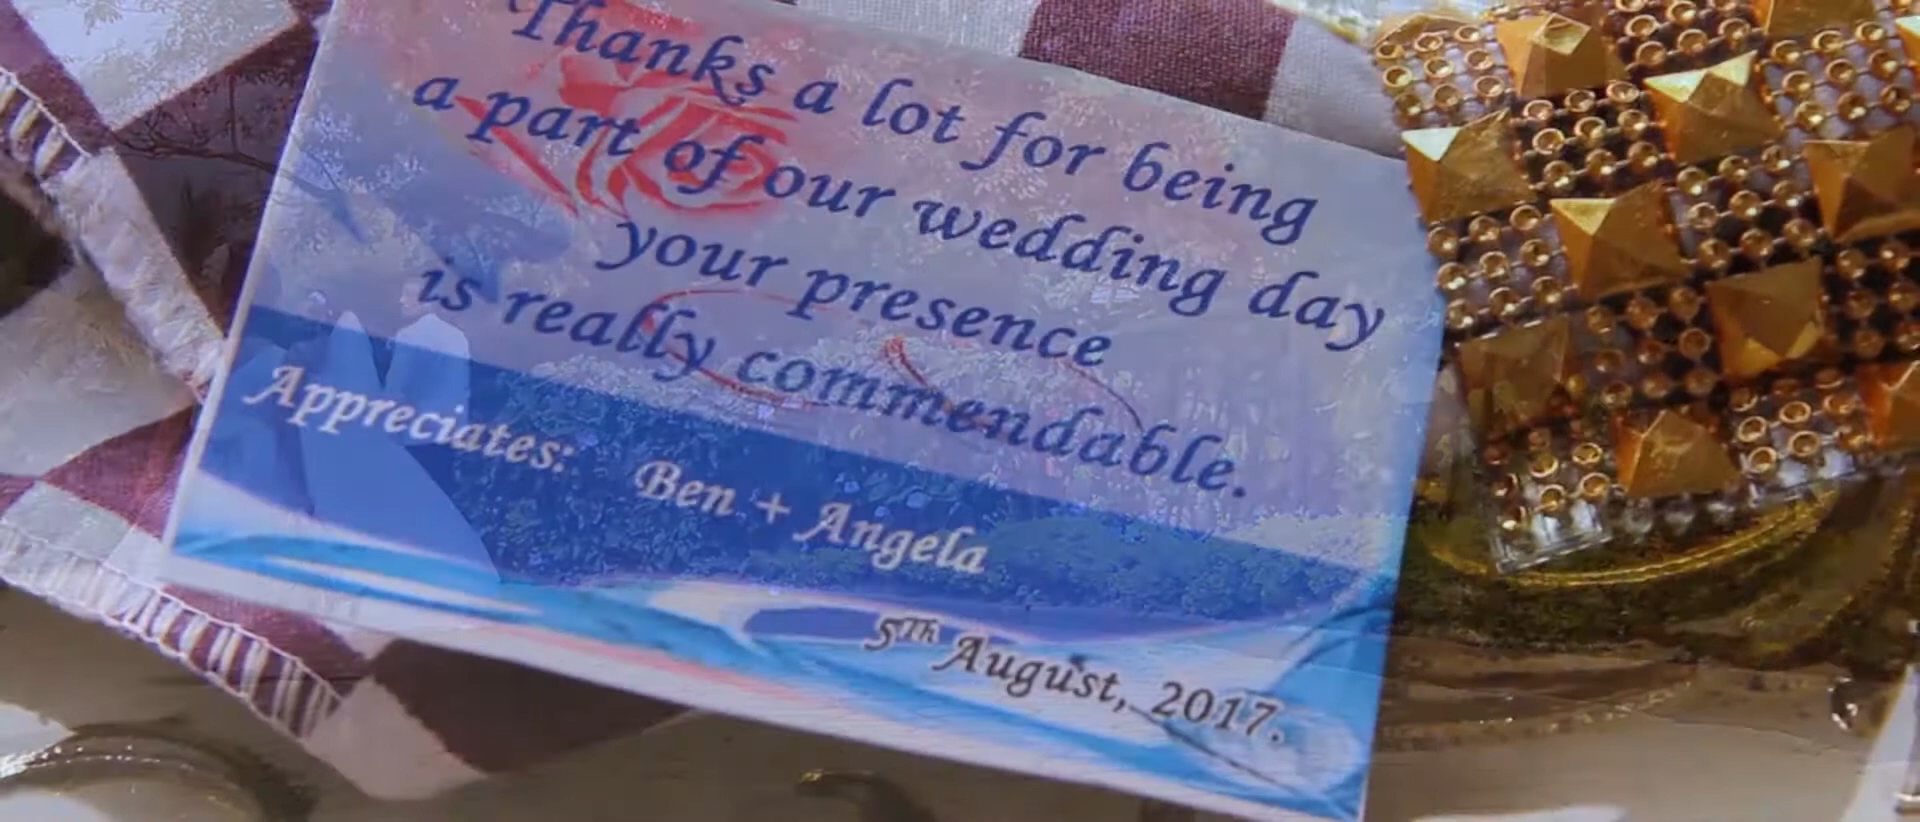 Thanks a lot for being
a part of our wedding day
your presence
is really commendable.
Appreciates: Ben + Angela
5Th August, 2017.